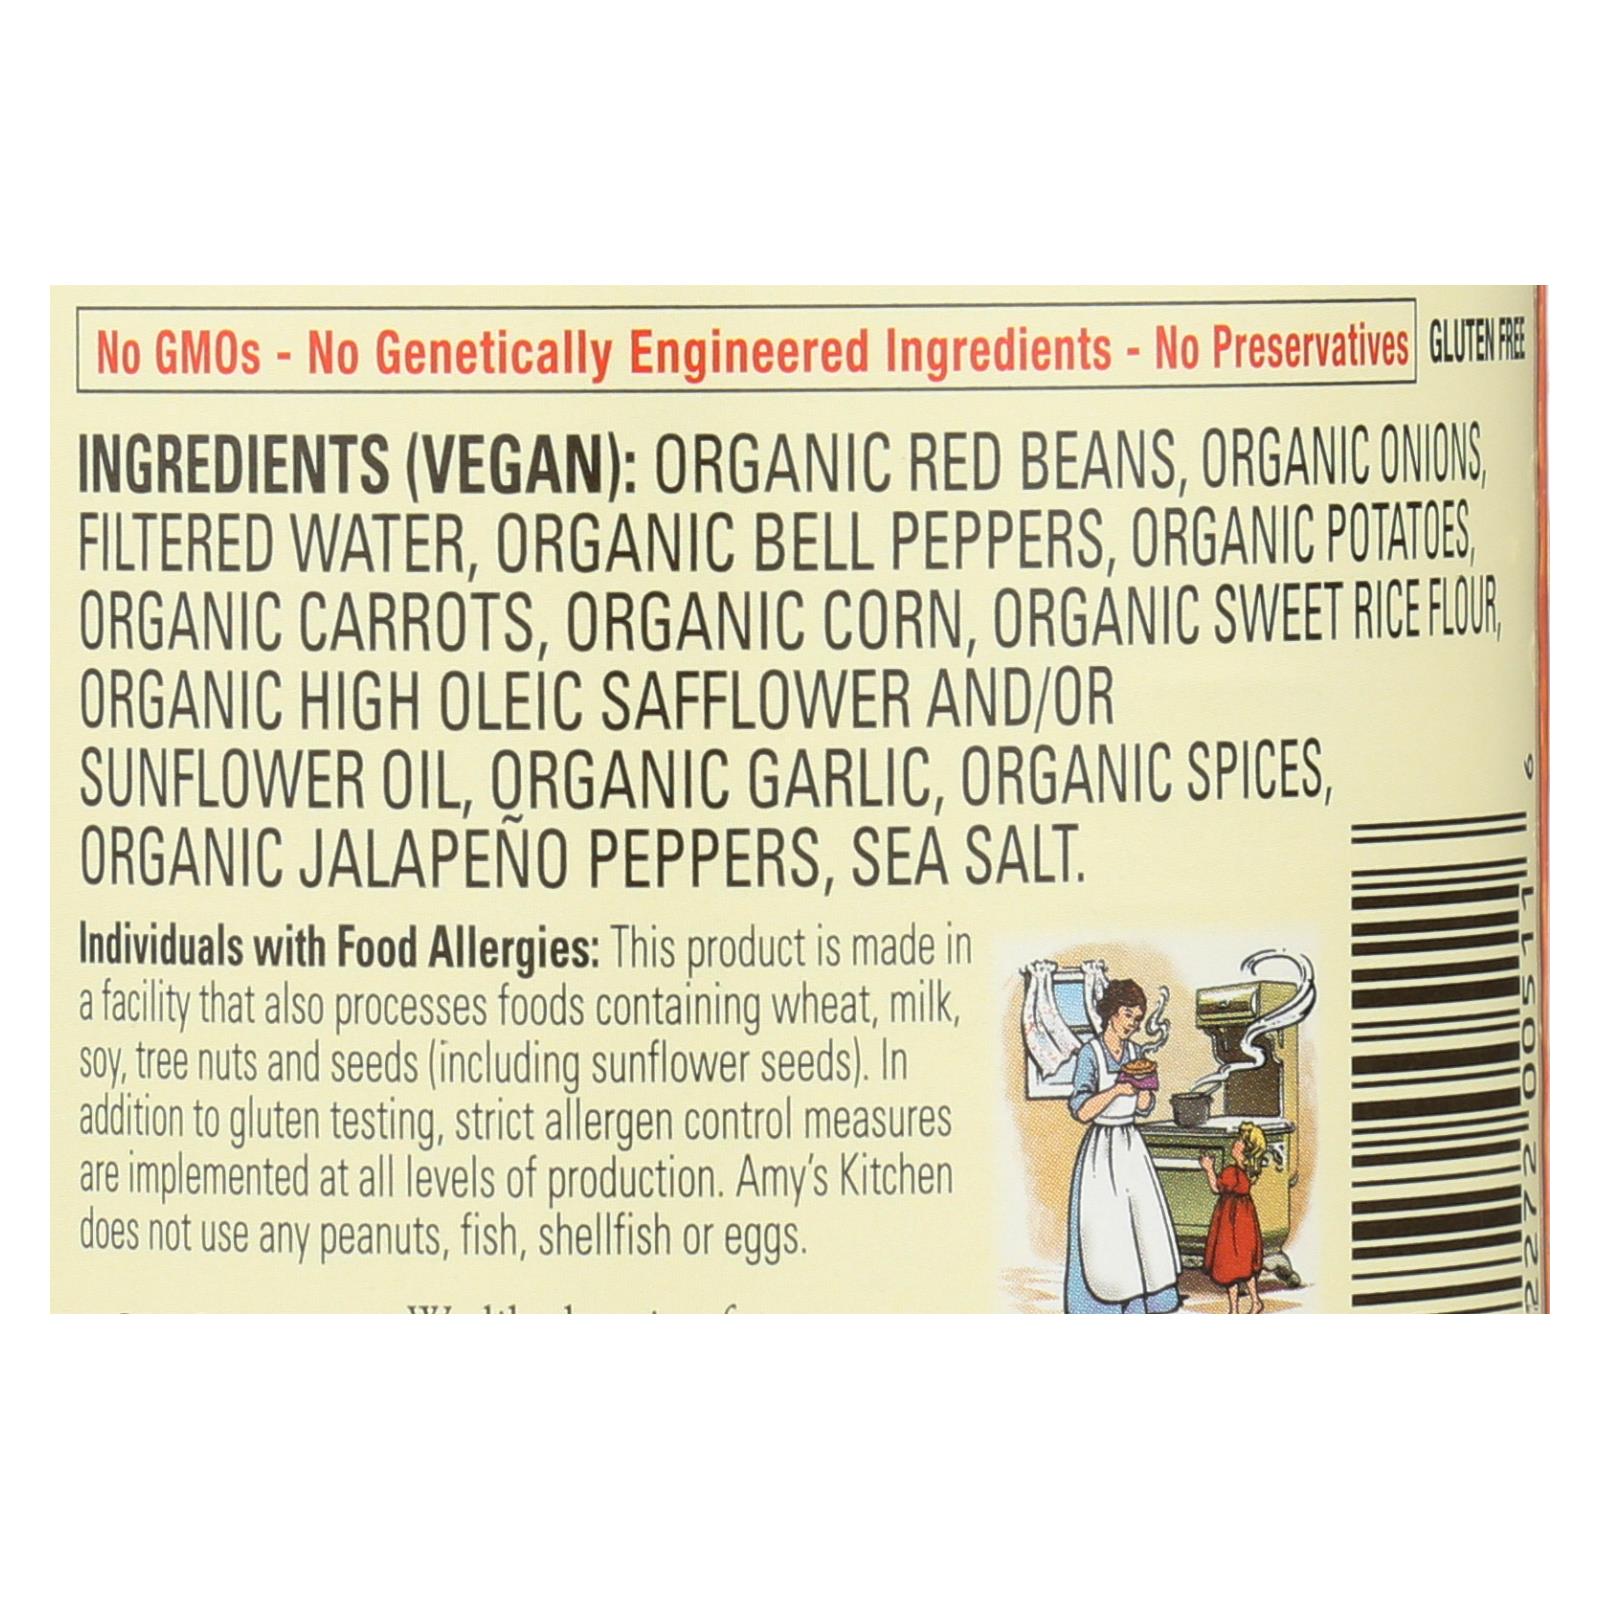 No GMOs - No Genetically Engineered Ingredients - No Preservatives GLUTEN FREE
INGREDIENTS (VEGAN): ORGANIC RED BEANS, ORGANIC ONIONS,
FILTERED WATER, ORGANIC BELL PEPPERS, ORGANIC POTATOES,
ORGANIC CARROTS, ORGANIC CORN, ORGANIC SWEET RICE FLOUR,
ORGANIC HIGH OLEIC SAFFLOWER AND/OR
SUNFLOWER OIL, ORGANIC GARLIC, ORGANIC SPICES,
ORGANIC JALAPEÑO PEPPERS, SEA SALT.
Individuals with Food Allergies: This product is made in
a facility that also processes foods containing wheat, milk,
soy, tree nuts and seeds (including sunflower seeds). In
addition to gluten testing, strict allergen control measures
are implemented at all levels of production. Amy's Kitchen
does not use any peanuts, fish, shellfish or eggs.
22720 0511 6